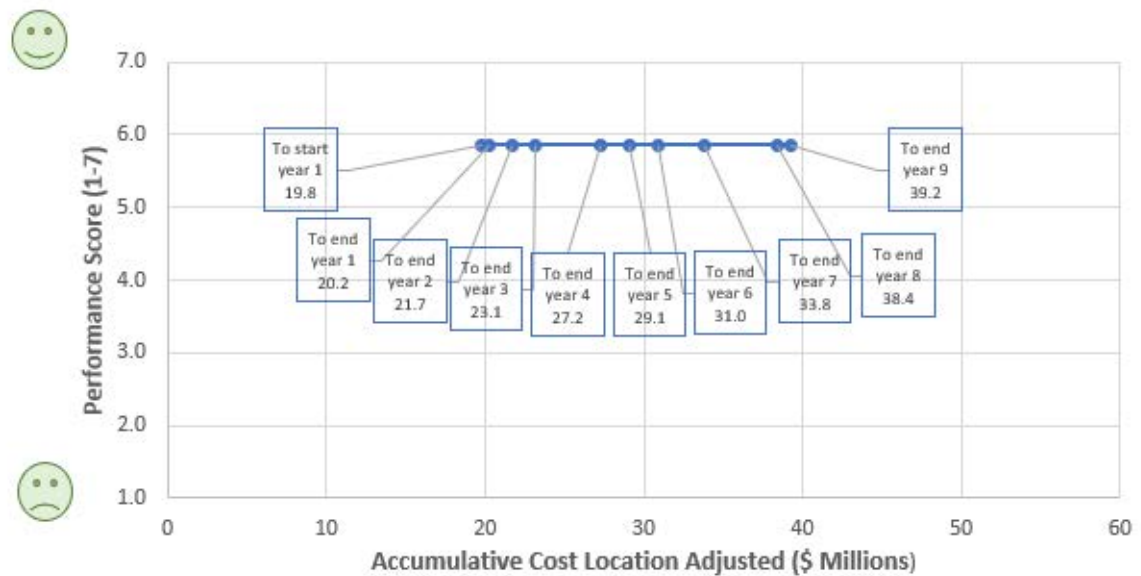 7.0
6.0
5.0
4.0
3.0
2.0
1.0
Performance Score (1-7)
To start
year 1
19.8
To end
year 1
20.2
To end
year 2
21.7
To end
year 3
23.1
To end
year 4
27.2
To end
year 5
29.1
To end
year 6
31.0
To end
year 7
33.8
To end
year 8
38.4
To end
year 9
39.2
0 10 20 30 40 50 60
Accumulative Cost Location Adjusted ($ Millions)